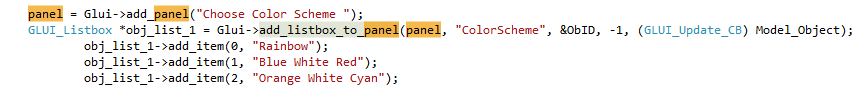 panel = Glui->add_panel("Choose Color Scheme ");
GLUI_Listbox *obj_list_1 = Glui->add_listbox_to_panel(panel, "ColorScheme", &ObID, -1, (GLUI_Update_CB) Model_Object);
obj_list_1->add_item(0, "Rainbow");
obj_list_1->add_item(1, "Blue White Red");
obj_list_1->add_item(2, "Orange White Cyan");